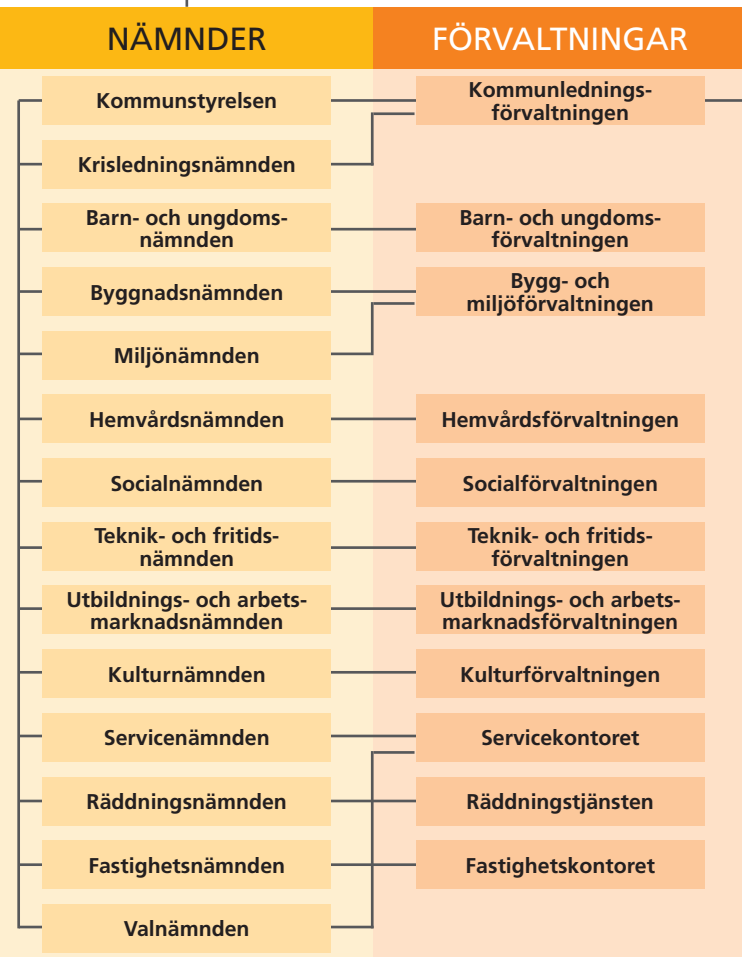 NÄMNDER
FÖRVALTNINGAR
Kommunstyrelsen
Kommunlednings-
förvaltningen
Krisledningsnämnden
Barn- och ungdoms-
nämnden
Barn- och ungdoms-
förvaltningen
Byggnadsnämnden
Bygg- och
miljöförvaltningen
Miljönämnden
Hemvårdsnämnden
Hemvårdsförvaltningen
Socialnämnden
Socialförvaltningen
Teknik- och fritids-
nämnden
Teknik- och fritids-
förvaltningen
Utbildnings- och arbets-
marknadsnämnden
Utbildnings- och arbets-
marknadsförvaltningen
Kulturnämnden
Kulturförvaltningen
Servicenämnden
Servicekontoret
Räddningsnämnden
Räddningstjänsten
Fastighetsnämnden
Fastighetskontoret
Valnämnden